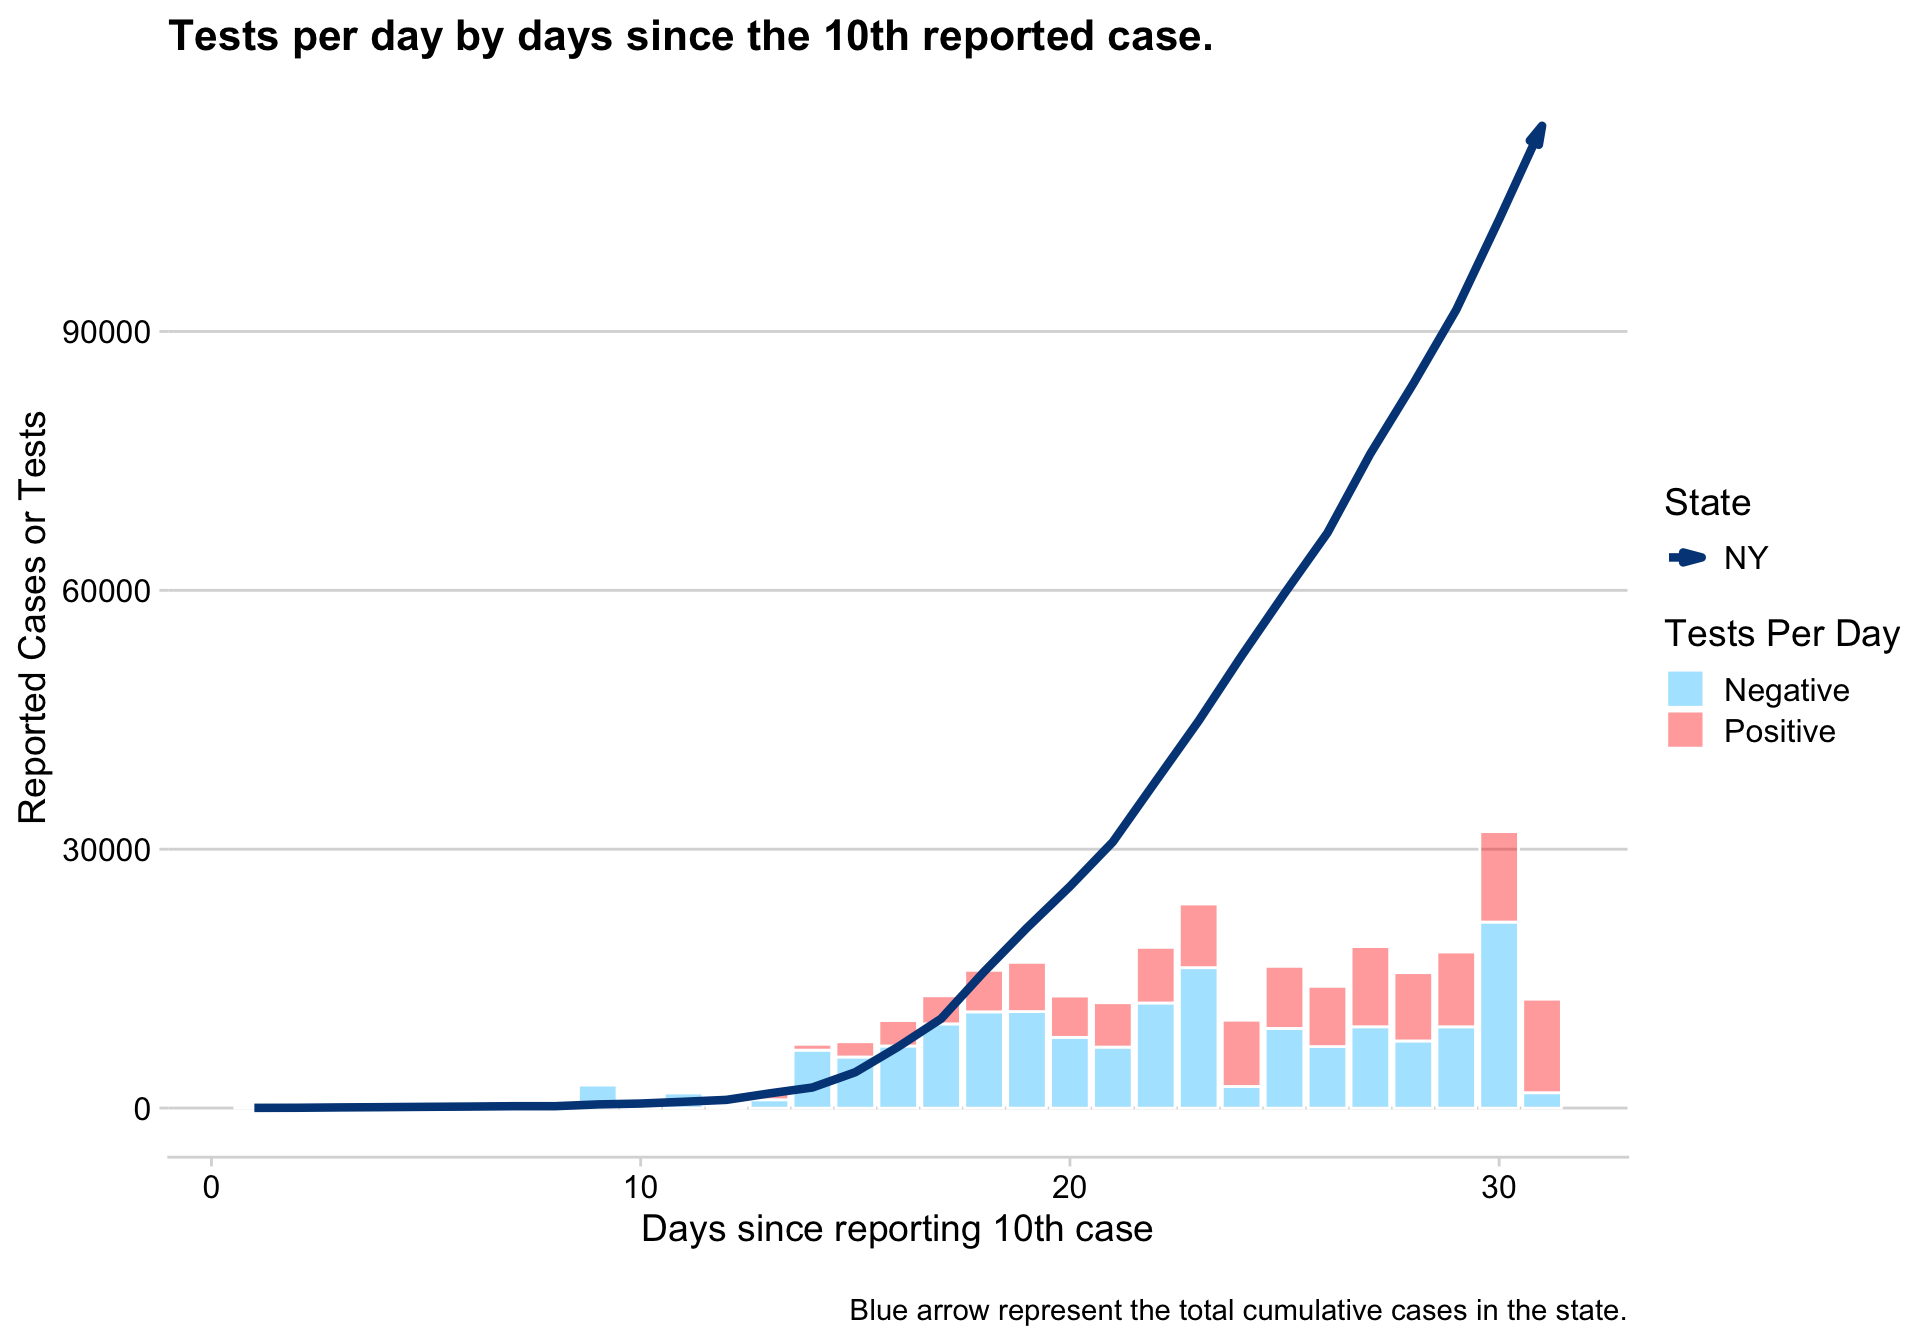 Tests per day by days since the 10th reported case.
Reported Cases or Tests
90000
60000
30000
0
0
10
20
30
Days since reporting 10th case
State
NY
Tests Per Day
Negative
Positive
Blue arrow represent the total cumulative cases in the state.